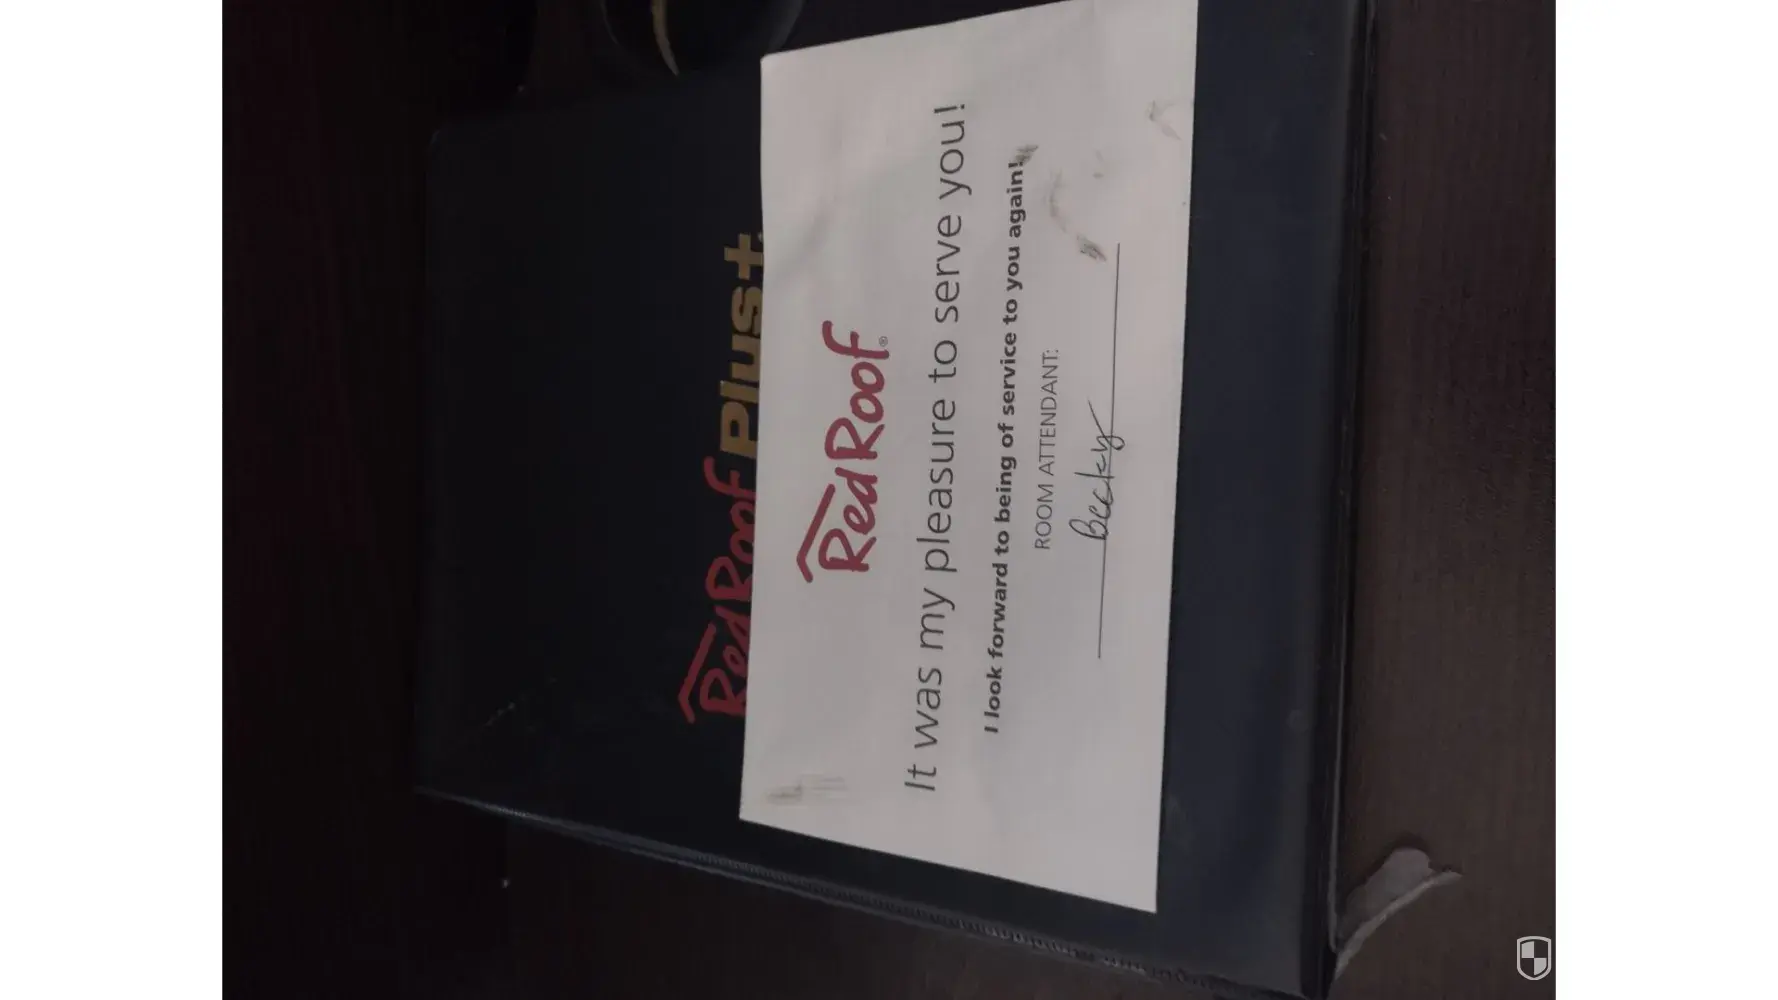 RedRoof Plus+
RedRoof®
It was my pleasure to serve you!
I look forward to being of service to you again!
ROOM ATTENDANT:
Becky